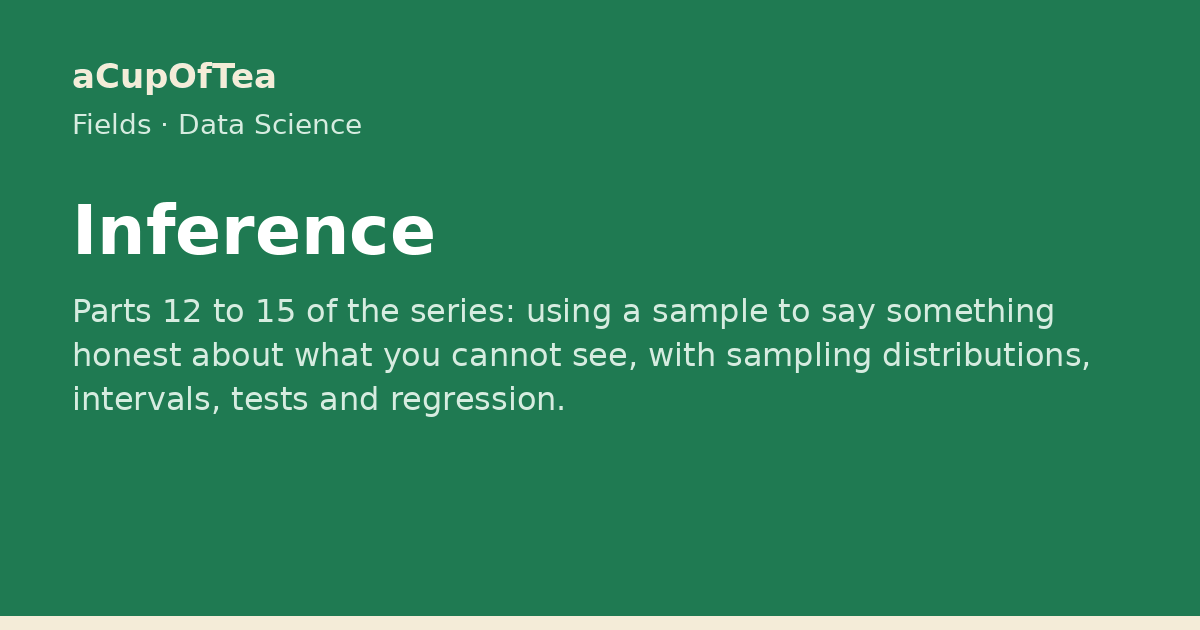 aCupOfTea
Fields · Data Science
Inference
Parts 12 to 15 of the series: using a sample to say something
honest about what you cannot see, with sampling distributions,
intervals, tests and regression.